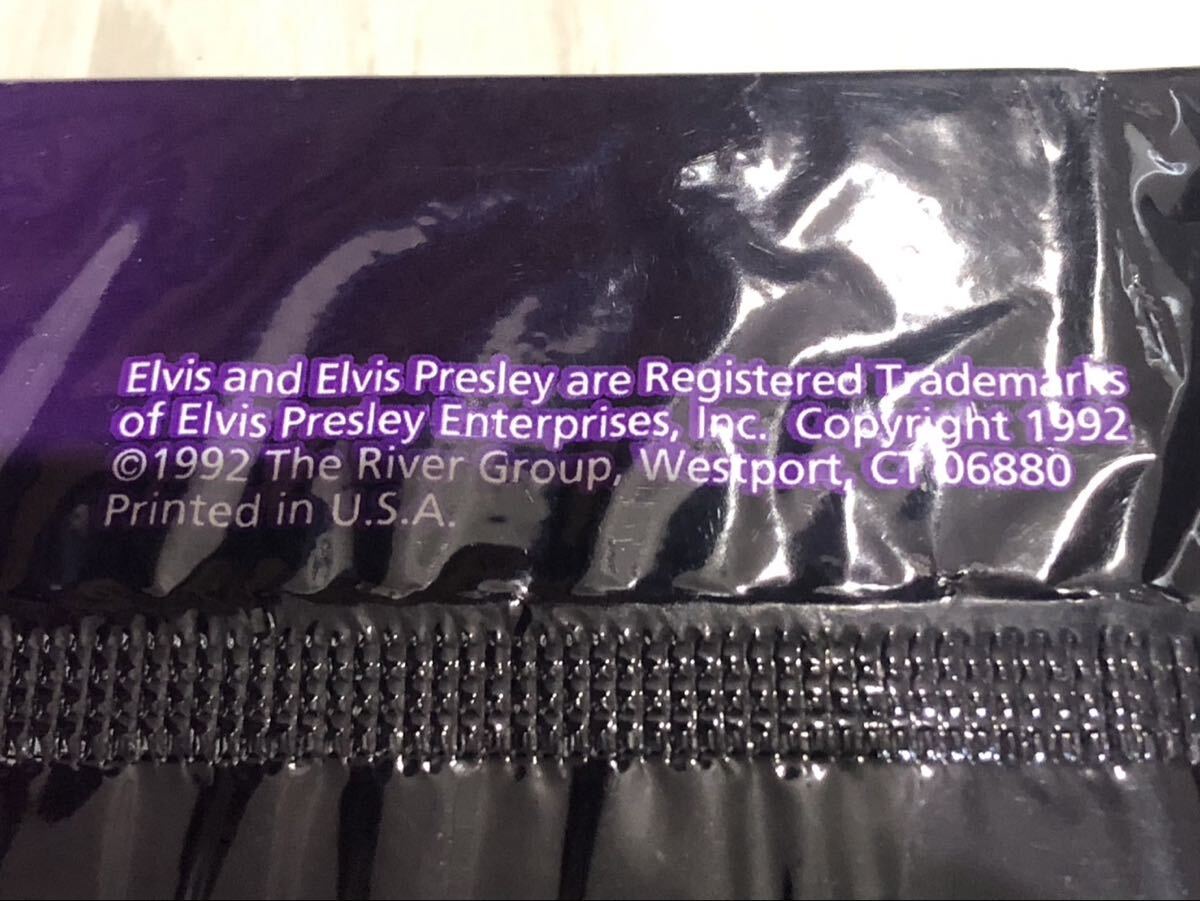 Elvis and Elvis Presley are Registered Trademarks
of Elvis Presley Enterprises, Inc. Copyright 1992
©1992 The River Group, Westport, CT 06880
Printed in U.S.A.